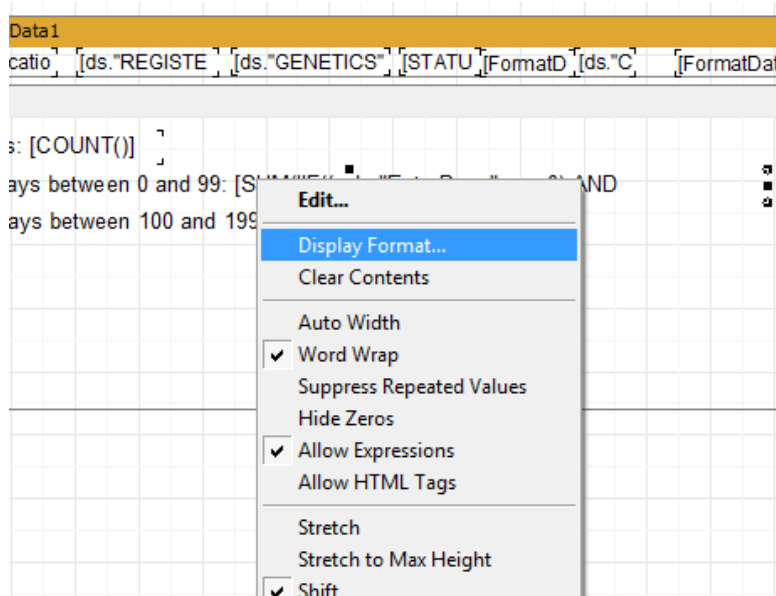 Data1
catio [ds."REGISTE [ds."GENETICS"] [STATU [FormatD [ds."C [FormatDat
s: [COUNT()]
ays between 0 and 99: AND
ays between 100 and 199
Edit...
Display Format...
Clear Contents
Auto Width
Word Wrap
Suppress Repeated Values
Hide Zeros
Allow Expressions
Allow HTML Tags
Stretch
Stretch to Max Height
Shift